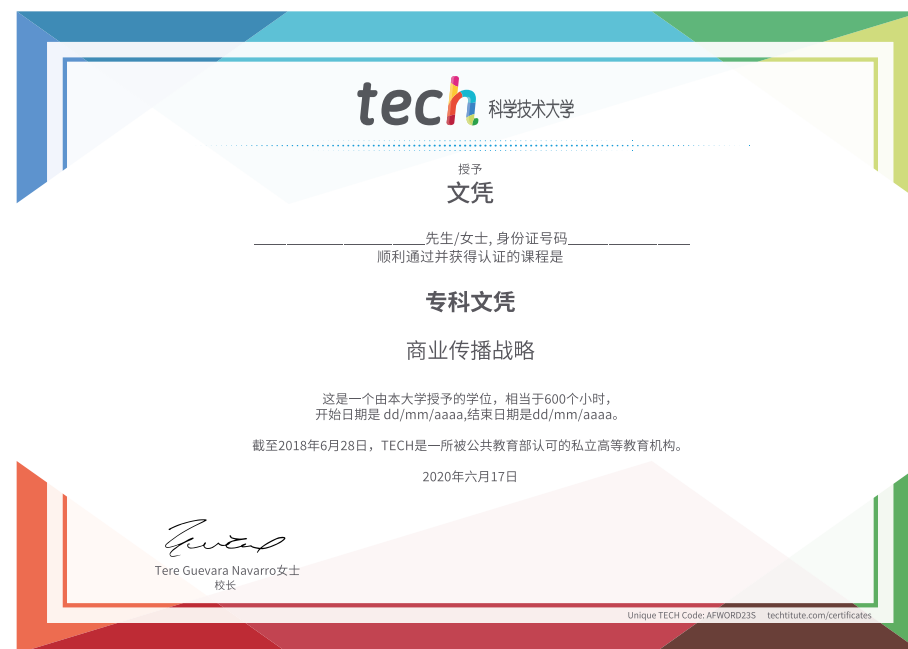 tech 科学技术大学
授予
文凭
______________________先生/女士, 身份证号码________________
顺利通过并获得认证的课程是
专科文凭
商业传播战略
这是一个由本大学授予的学位，相当于600个小时，
开始日期是 dd/mm/aaaa,结束日期是dd/mm/aaaa。
截至2018年6月28日，TECH是一所被公共教育部认可的私立高等教育机构。
2020年六月17日
Tere Guevara Navarro女士
校长
Unique TECH Code: AFWORD23S techtitute.com/certificates